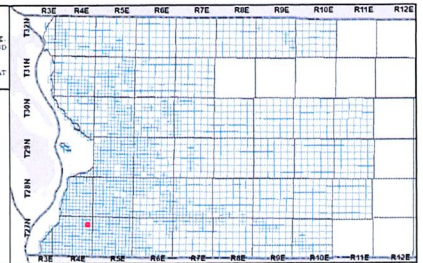 R3E R4E R5E R6E R7E R8E R9E R10E R11E R12E
T32N
T31N
T30N
T29N
T28N
T27N
R3E R4E R5E R6E R7E R8E R9E R10E R11E R12E